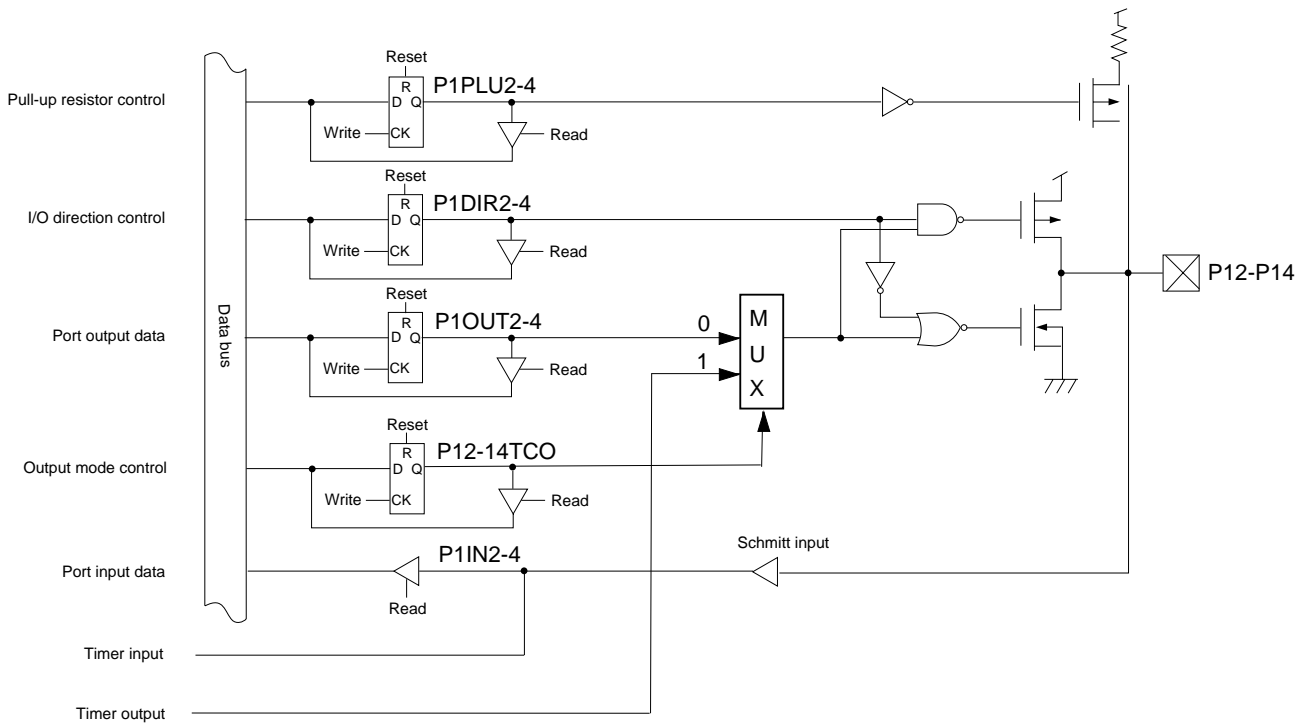 Reset
Pull-up resistor control
R
D Q
P1PLU2-4
Write
CK
Read
Reset
I/O direction control
R
D Q
P1DIR2-4
Write
CK
Read
P12-P14
Reset
Port output data
Data bus
R
D Q
P1OUT2-4
Write
CK
Read
0
1
MUX
Reset
Output mode control
R
D Q
P12-14TCO
Write
CK
Read
Port input data
P1IN2-4
Read
Schmitt input
Timer input
Timer output